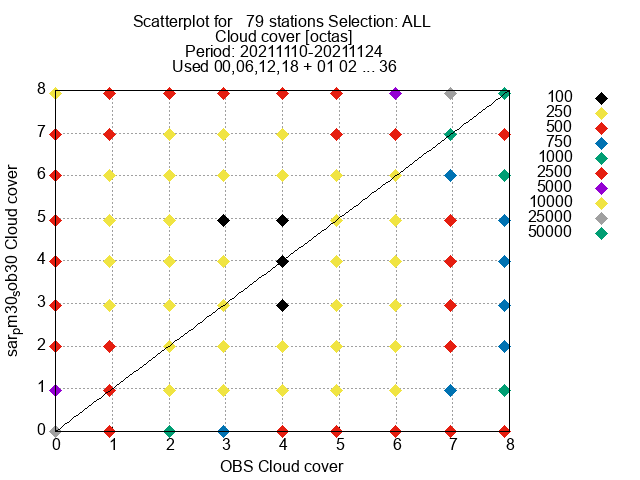 Scatterplot for 79 stations Selection: ALL
Cloud cover [octas]
Period: 20211110-20211124
Used 00,06,12,18 + 01 02 ... 36
8
7
6
5
4
3
2
1
0
0 1 2 3 4 5 6 7 8
sarpm30sob30 Cloud cover
OBS Cloud cover
100
250
500
750
1000
2500
5000
10000
25000
50000